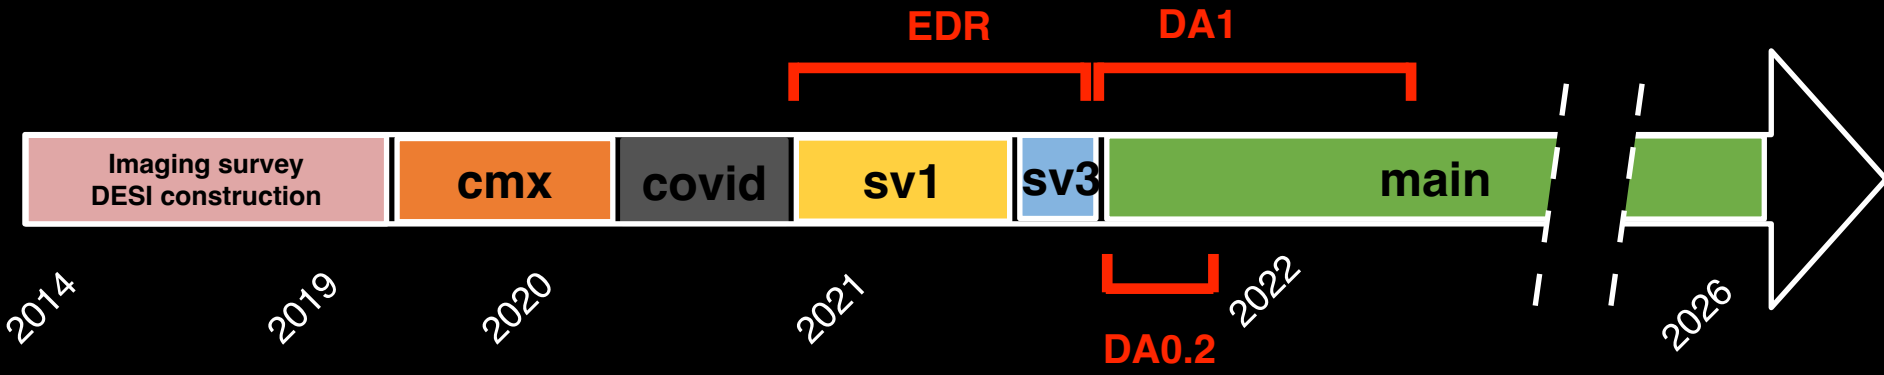 EDR
DA1
Imaging survey
DESI construction
cmx
covid
sv1
sv3
main
2014
2019
2020
2021
2022
2026
DA0.2